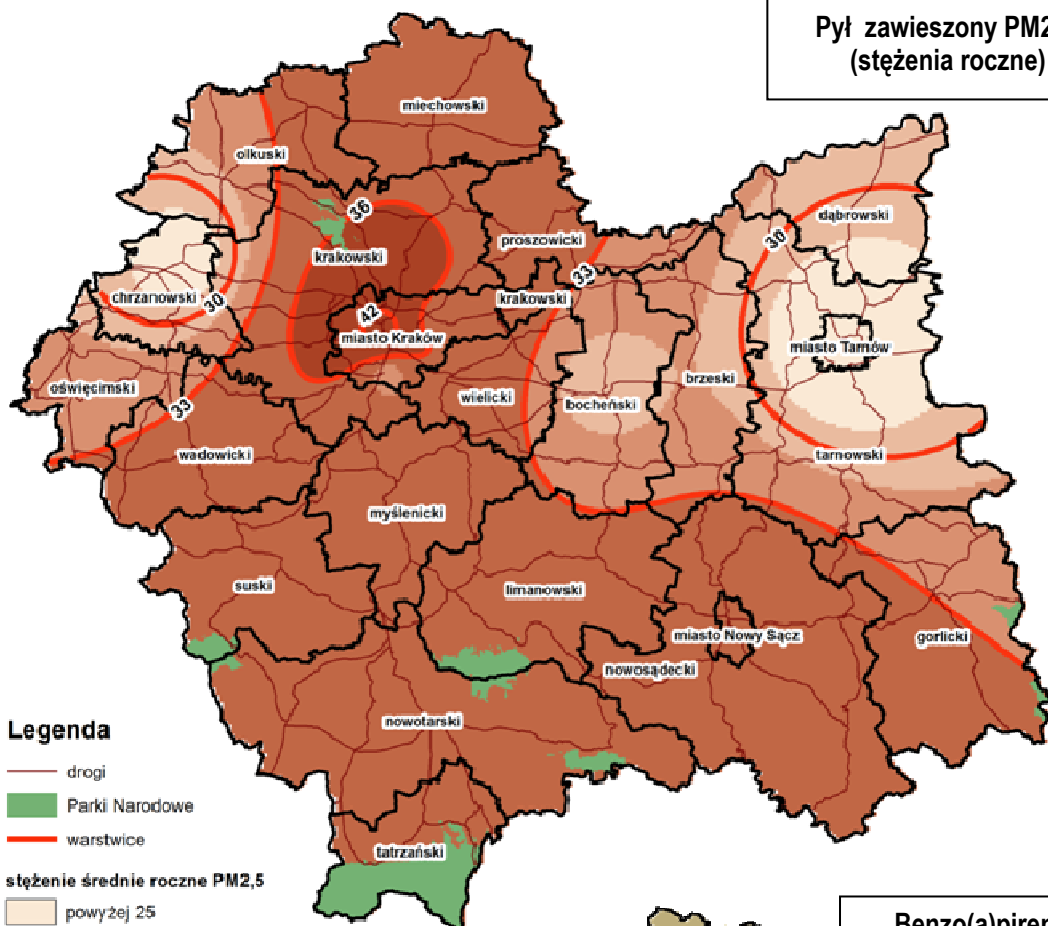 Pył zawieszony PM2
(stężenia roczne)
miechowski
olkuski
dąbrowski
36
30
proszowicki
krakowski
33
krakowski
chrzanowski
30
42
miasto Kraków
miasto Tarnów
brzeski
oświęcimski
wielicki
bocheński
33
wadowicki
tarnowski
myślenicki
suski
limanowski
miasto Nowy Sącz
gorlicki
nowosądecki
nowotarski
Legenda
drogi
Parki Narodowe
warstwice
tatrzański
stężenie średnie roczne PM2,5
powyżej 25
Benzo(a)piren